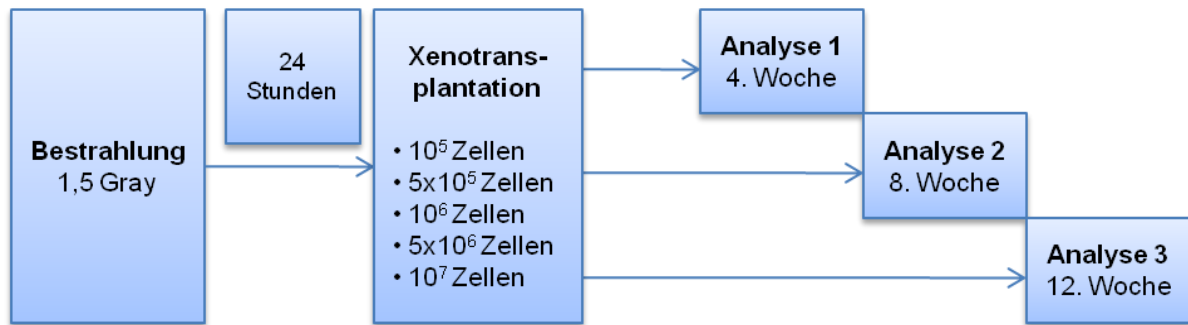 Bestrahlung
1,5 Gray
24
Stunden
Xenotrans-
plantation
• 10⁵ Zellen
• 5x10⁵ Zellen
• 10⁶ Zellen
• 5x10⁶ Zellen
• 10⁷ Zellen
Analyse 1
4. Woche
Analyse 2
8. Woche
Analyse 3
12. Woche